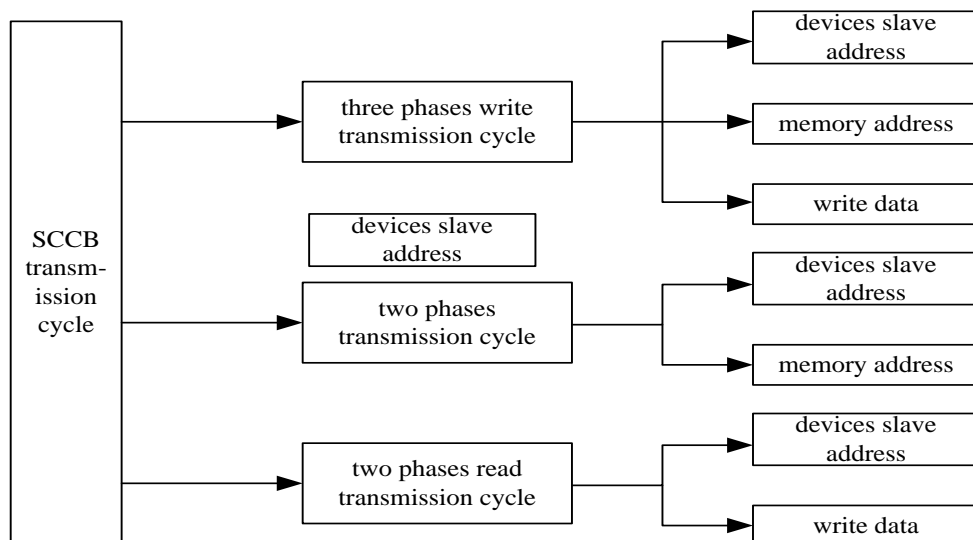 SCCB
transm-
ission
cycle
three phases write
transmission cycle
devices slave
address
memory address
write data
devices slave
address
two phases
transmission cycle
devices slave
address
memory address
two phases read
transmission cycle
devices slave
address
write data